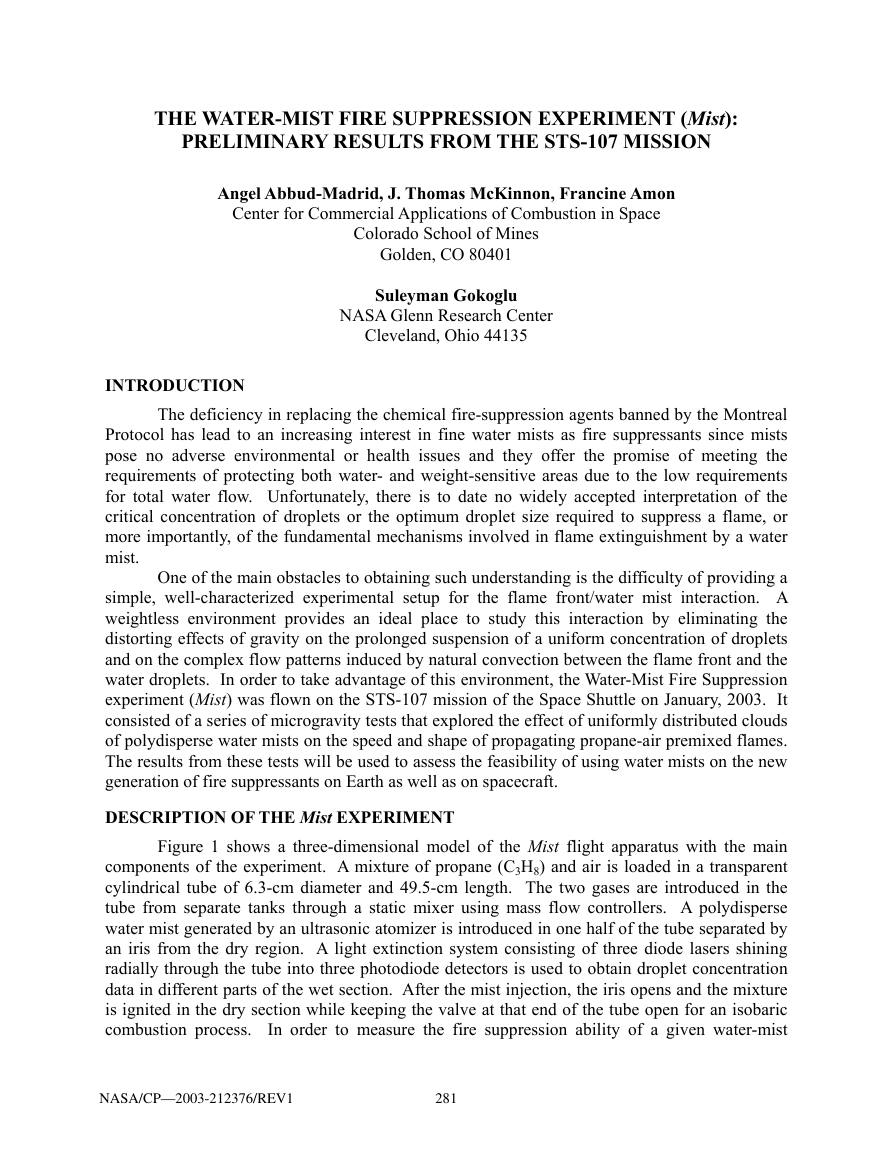 THE WATER-MIST FIRE SUPPRESSION EXPERIMENT (Mist):
PRELIMINARY RESULTS FROM THE STS-107 MISSION
Angel Abbud-Madrid, J. Thomas McKinnon, Francine Amon
Center for Commercial Applications of Combustion in Space
Colorado School of Mines
Golden, CO 80401
Suleyman Gokoglu
NASA Glenn Research Center
Cleveland, Ohio 44135
INTRODUCTION
The deficiency in replacing the chemical fire-suppression agents banned by the Montreal
Protocol has lead to an increasing interest in fine water mists as fire suppressants since mists
pose no adverse environmental or health issues and they offer the promise of meeting the
requirements of protecting both water- and weight-sensitive areas due to the low requirements
for total water flow. Unfortunately, there is to date no widely accepted interpretation of the
critical concentration of droplets or the optimum droplet size required to suppress a flame, or
more importantly, of the fundamental mechanisms involved in flame extinguishment by a water
mist.
One of the main obstacles to obtaining such understanding is the difficulty of providing a
simple, well-characterized experimental setup for the flame front/water mist interaction. A
weightless environment provides an ideal place to study this interaction by eliminating the
distorting effects of gravity on the prolonged suspension of a uniform concentration of droplets
and on the complex flow patterns induced by natural convection between the flame front and the
water droplets. In order to take advantage of this environment, the Water-Mist Fire Suppression
experiment (Mist) was flown on the STS-107 mission of the Space Shuttle on January, 2003. It
consisted of a series of microgravity tests that explored the effect of uniformly distributed clouds
of polydisperse water mists on the speed and shape of propagating propane-air premixed flames.
The results from these tests will be used to assess the feasibility of using water mists on the new
generation of fire suppressants on Earth as well as on spacecraft.
DESCRIPTION OF THE Mist EXPERIMENT
Figure 1 shows a three-dimensional model of the Mist flight apparatus with the main
components of the experiment. A mixture of propane (C₃H₈) and air is loaded in a transparent
cylindrical tube of 6.3-cm diameter and 49.5-cm length. The two gases are introduced in the
tube from separate tanks through a static mixer using mass flow controllers. A polydisperse
water mist generated by an ultrasonic atomizer is introduced in one half of the tube separated by
an iris from the dry region. A light extinction system consisting of three diode lasers shining
radially through the tube into three photodiode detectors is used to obtain droplet concentration
data in different parts of the wet section. After the mist injection, the iris opens and the mixture
is ignited in the dry section while keeping the valve at that end of the tube open for an isobaric
combustion process. In order to measure the fire suppression ability of a given water-mist
NASA/CP—2003-212376/REV1 281